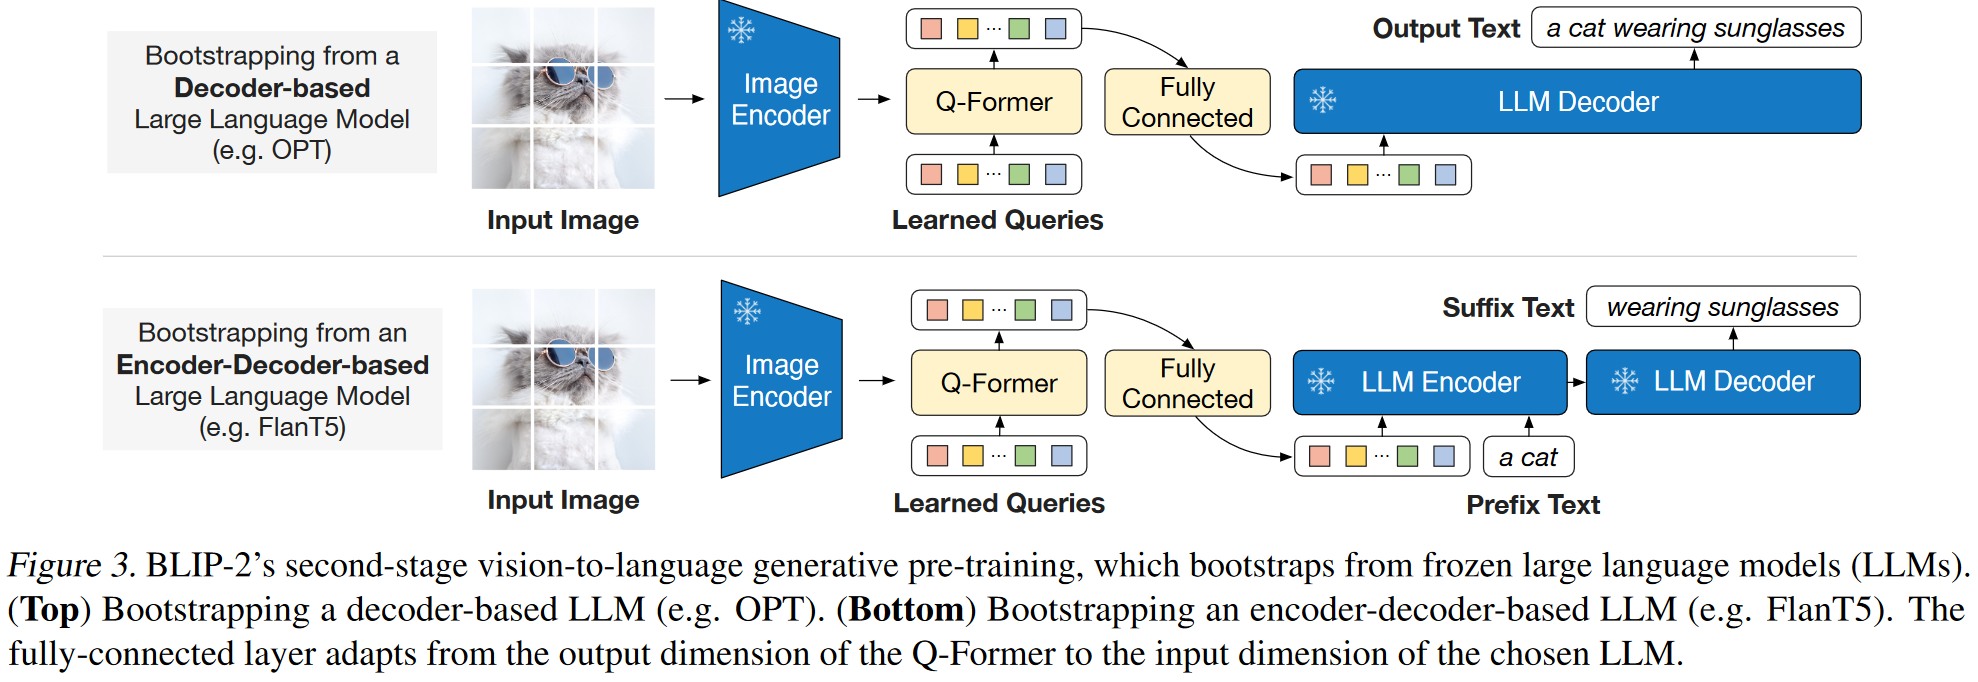 Bootstrapping from a
Decoder-based
Large Language Model
(e.g. OPT)
Input Image
Image
Encoder
Q-Former
Learned Queries
Fully
Connected
Output Text
a cat wearing sunglasses
LLM Decoder
Bootstrapping from an
Encoder-Decoder-based
Large Language Model
(e.g. FlanT5)
Input Image
Image
Encoder
Q-Former
Learned Queries
Fully
Connected
Suffix Text
wearing sunglasses
LLM Encoder
LLM Decoder
a cat
Prefix Text
Figure 3. BLIP-2's second-stage vision-to-language generative pre-training, which bootstraps from frozen large language models (LLMs).
(Top) Bootstrapping a decoder-based LLM (e.g. OPT). (Bottom) Bootstrapping an encoder-decoder-based LLM (e.g. FlanT5). The
fully-connected layer adapts from the output dimension of the Q-Former to the input dimension of the chosen LLM.